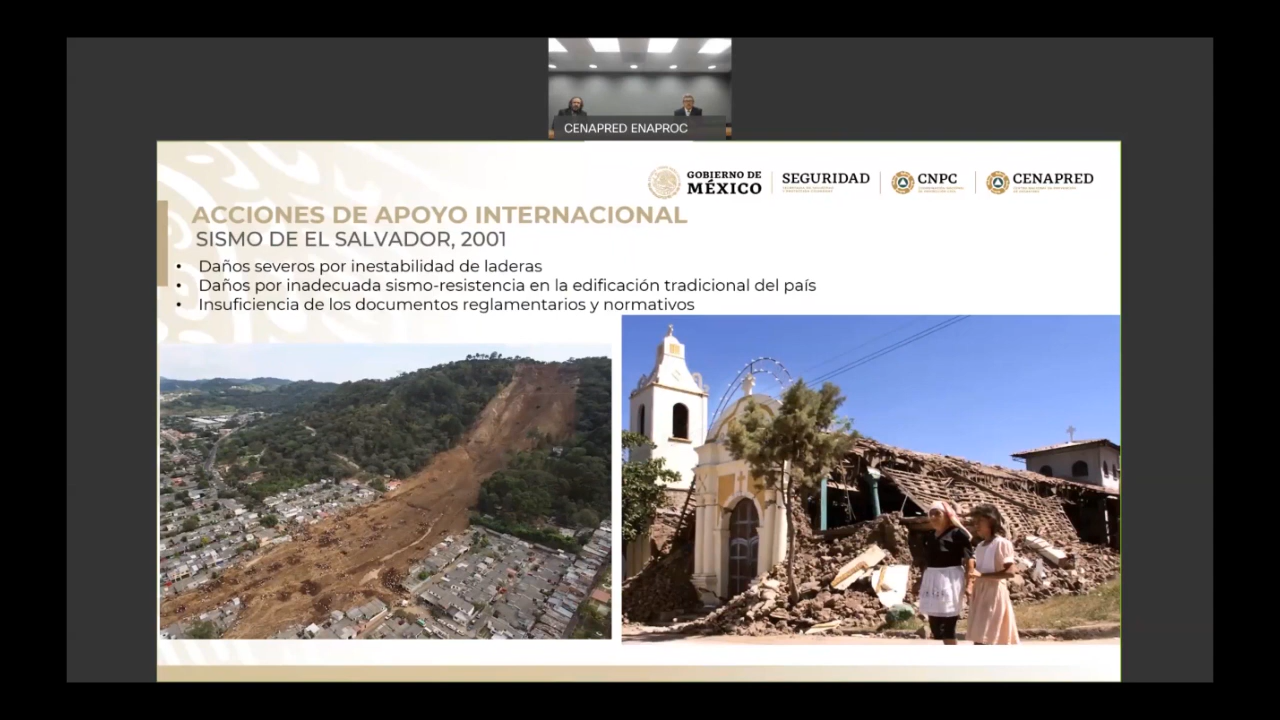 CENAPRED ENAPROC
GOBIERNO DE
MÉXICO
SEGURIDAD
CNPC
CENAPRED
ACCIONES DE APOYO INTERNACIONAL
SISMO DE EL SALVADOR, 2001
• Daños severos por inestabilidad de laderas
• Daños por inadecuada sismo-resistencia en la edificación tradicional del país
• Insuficiencia de los documentos reglamentarios y normativos